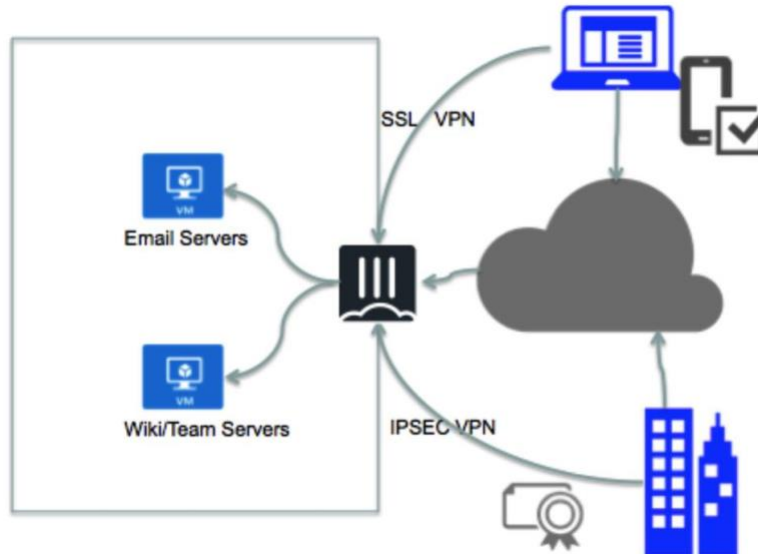 SSL VPN
VM
Email Servers
VM
Wiki/Team Servers
IPSEC VPN